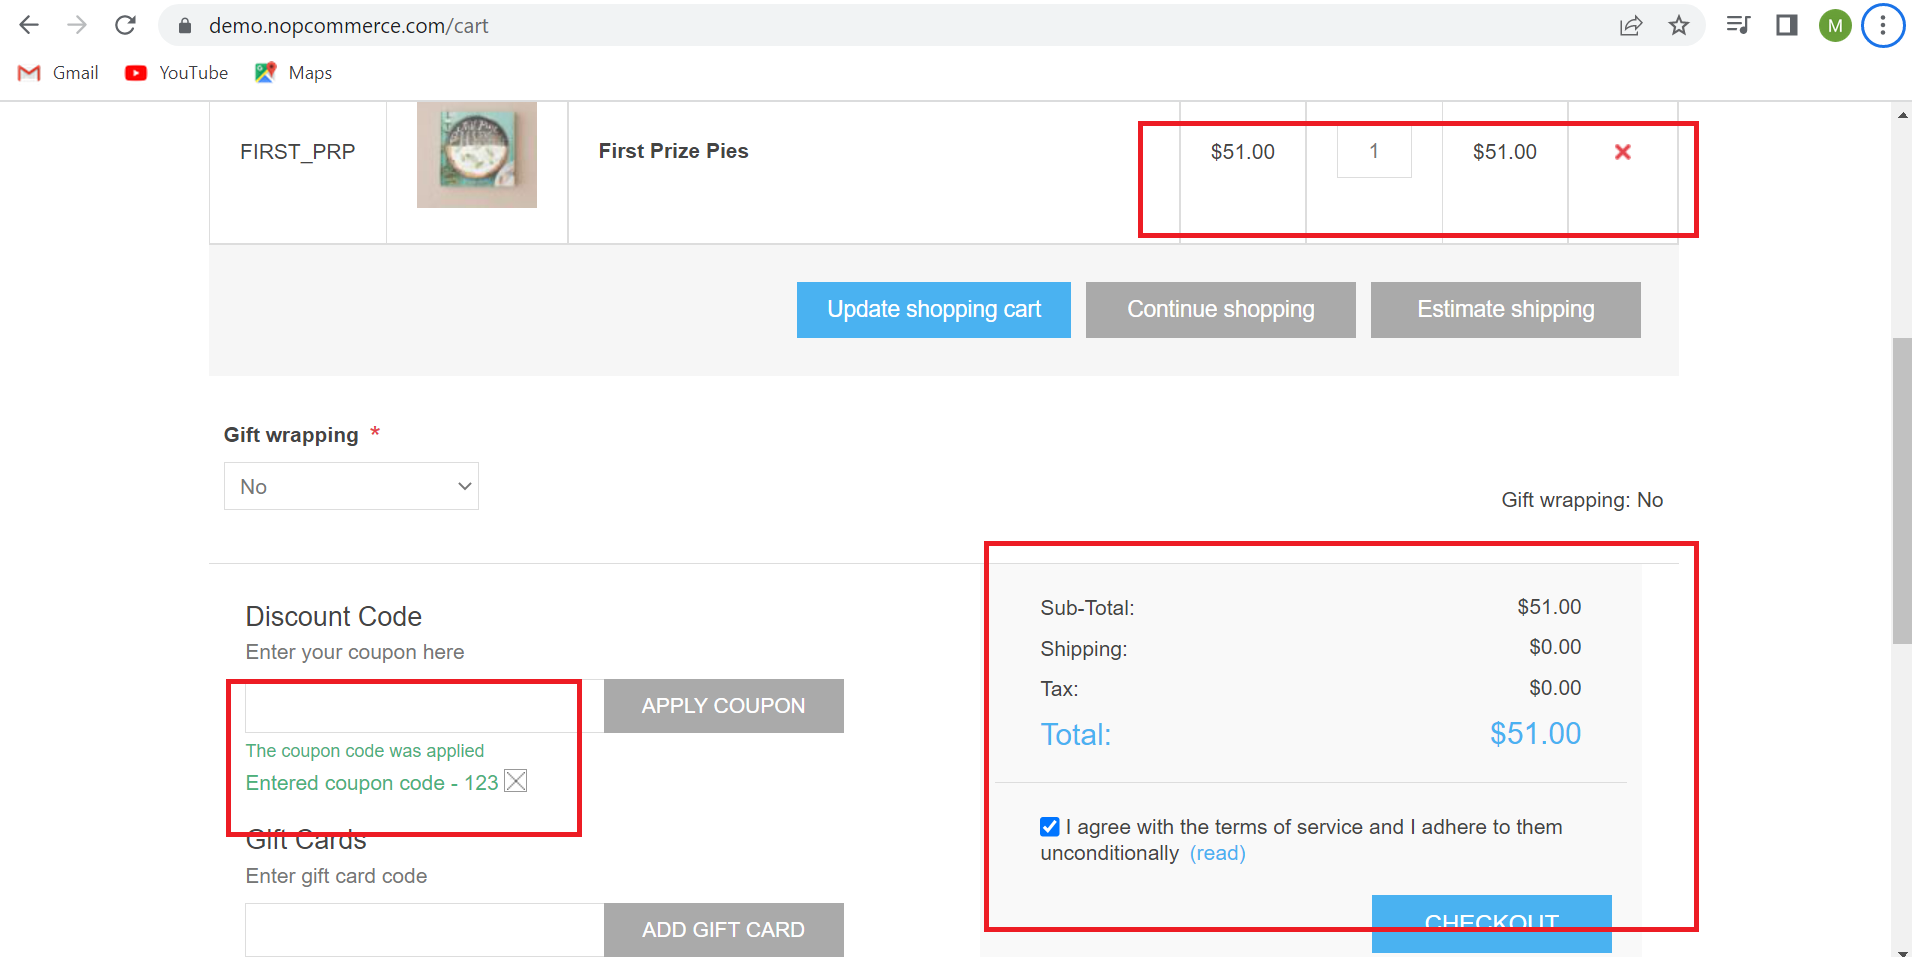 demo.nopcommerce.com/cart
M
Gmail YouTube Maps
FIRST_PRP First Prize Pies $51.00 1 $51.00
Update shopping cart Continue shopping Estimate shipping
Gift wrapping *
No
Gift wrapping: No
Discount Code
Enter your coupon here
APPLY COUPON
The coupon code was applied
Entered coupon code - 123
Gift Cards
Enter gift card code
ADD GIFT CARD
Sub-Total: $51.00
Shipping: $0.00
Tax: $0.00
Total: $51.00
I agree with the terms of service and I adhere to them
unconditionally (read)
CHECKOUT